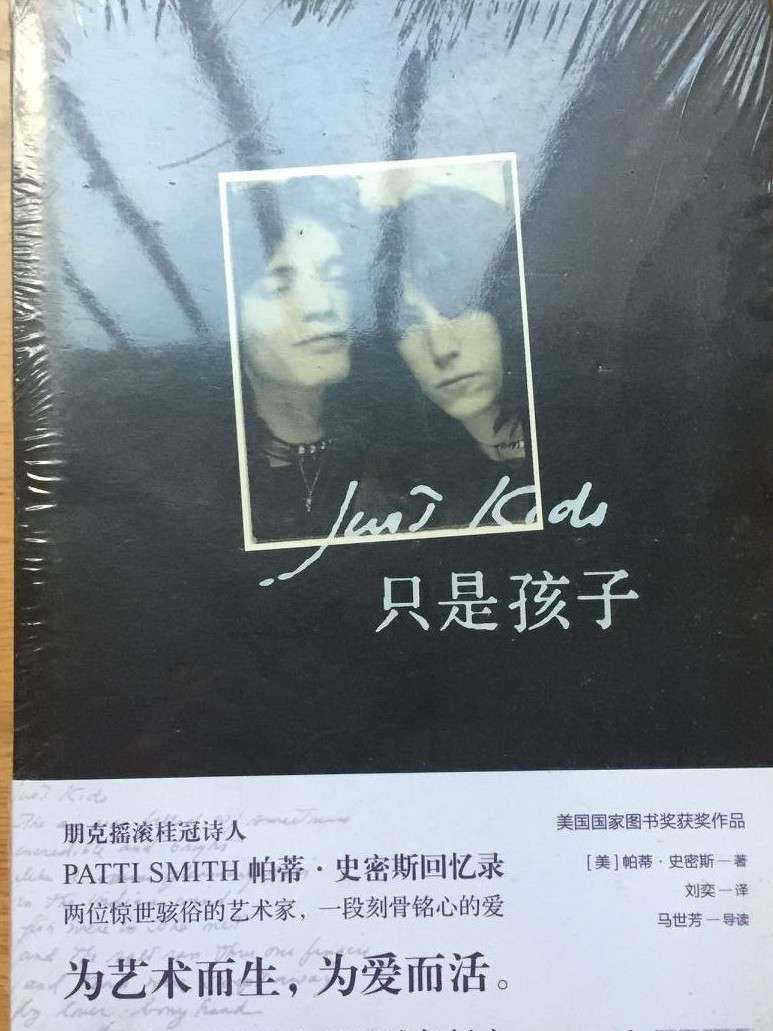 Just Kids
只是孩子
朋克摇滚桂冠诗人
PATTI SMITH 帕蒂·史密斯回忆录
两位惊世骇俗的艺术家，一段刻骨铭心的爱
为艺术而生，为爱而活。
美国国家图书奖获奖作品
［美］帕蒂·史密斯—著
刘奕—译
马世芳—导读
Just Kids